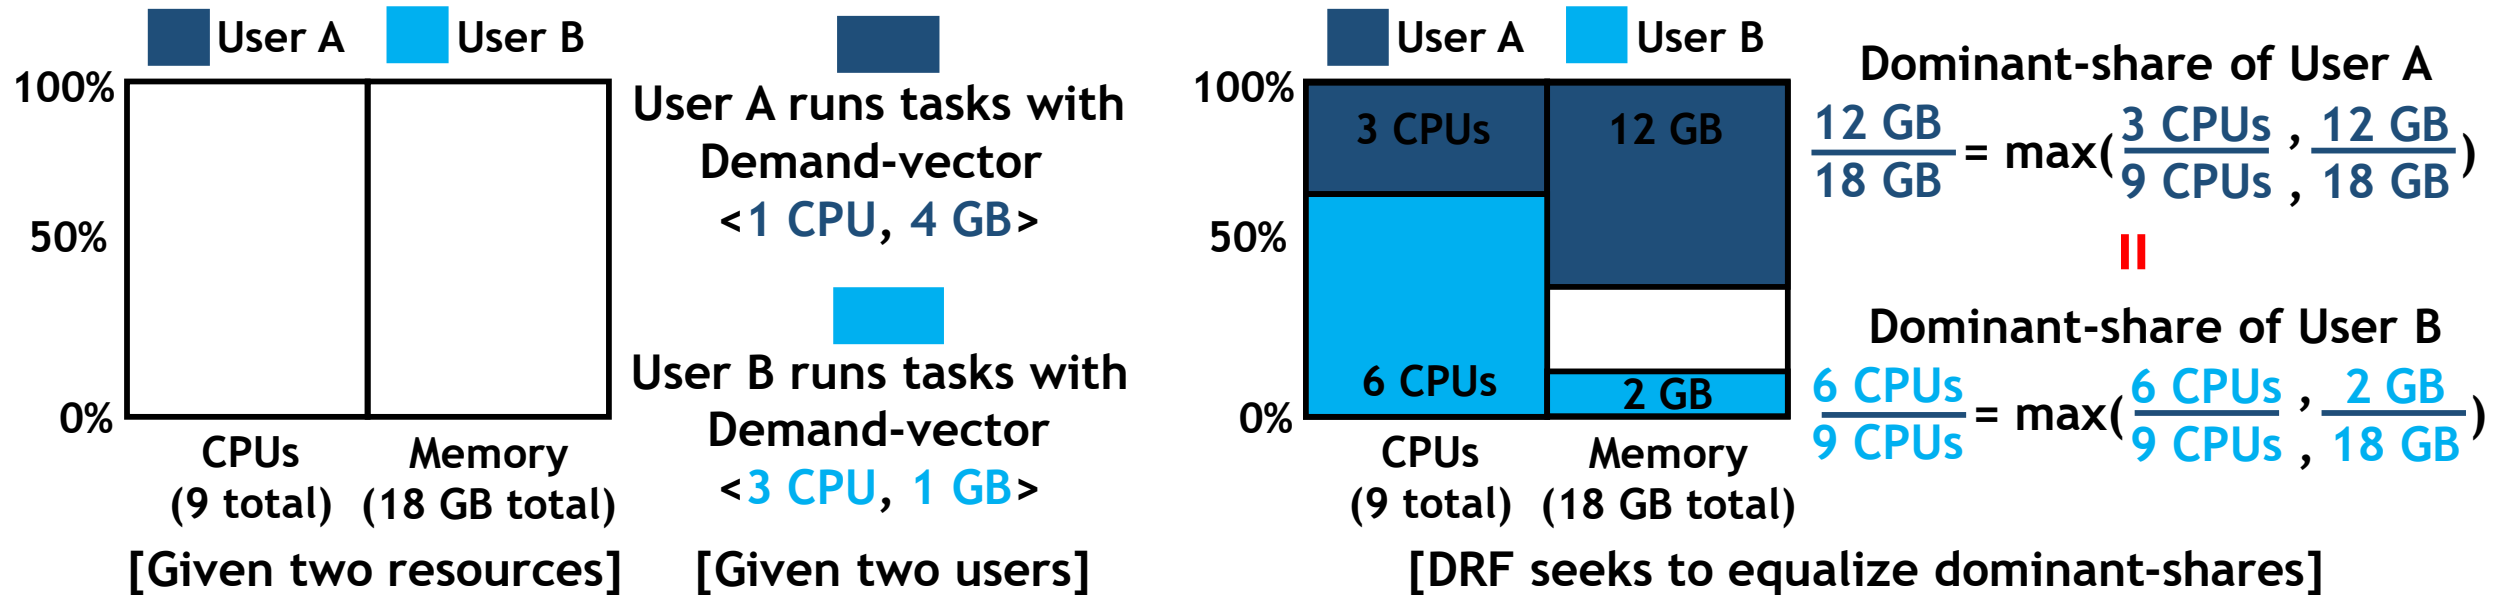 User A
User B
100%
50%
0%
CPUs
(9 total)
Memory
(18 GB total)
[Given two resources]
User A runs tasks with
Demand-vector
<1 CPU, 4 GB>
User B runs tasks with
Demand-vector
<3 CPU, 1 GB>
[Given two users]
User A
User B
100%
50%
0%
3 CPUs
12 GB
6 CPUs
2 GB
CPUs
(9 total)
Memory
(18 GB total)
Dominant-share of User A
12 GB
18 GB
= max(
3 CPUs , 12 GB
9 CPUs , 18 GB
)
=
Dominant-share of User B
6 CPUs
9 CPUs
= max(
6 CPUs , 2 GB
9 CPUs , 18 GB
)
[DRF seeks to equalize dominant-shares]